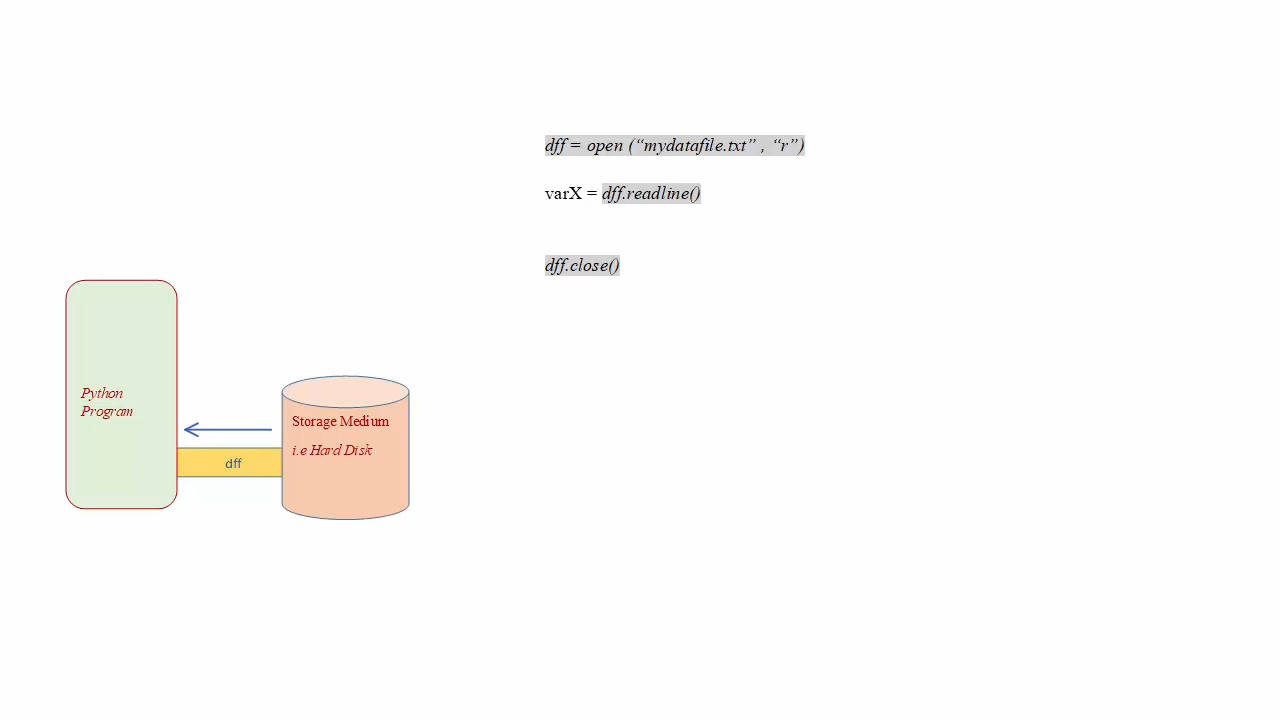 dff = open (“mydatafile.txt” , “r”)
varX = dff.readline()
dff.close()
Python
Program
Storage Medium
i.e Hard Disk
dff